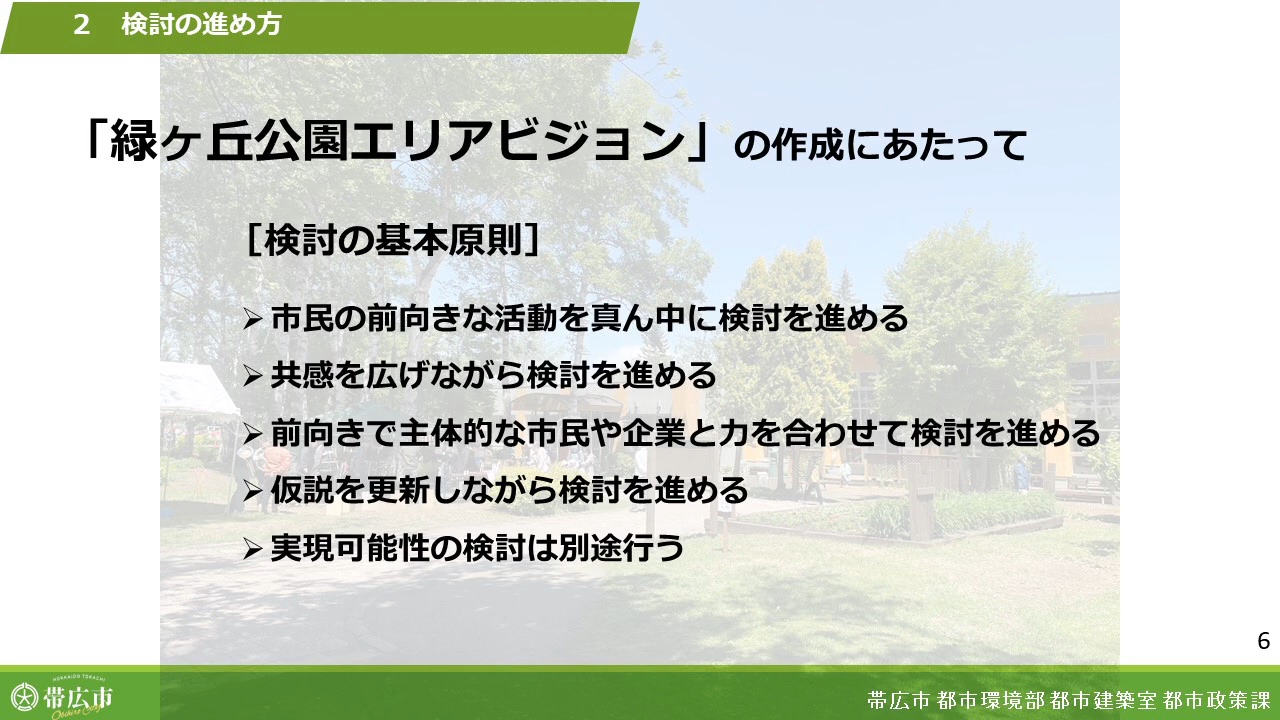 2 検討の進め方
「緑ヶ丘公園エリアビジョン」の作成にあたって
［検討の基本原則］
➢ 市民の前向きな活動を真ん中に検討を進める
➢ 共感を広げながら検討を進める
➢ 前向きで主体的な市民や企業と力を合わせて検討を進める
➢ 仮説を更新しながら検討を進める
➢ 実現可能性の検討は別途行う
6
HOKKAIDO TOKACHI
帯広市
Obihiro City
帯広市 都市環境部 都市建築室 都市政策課